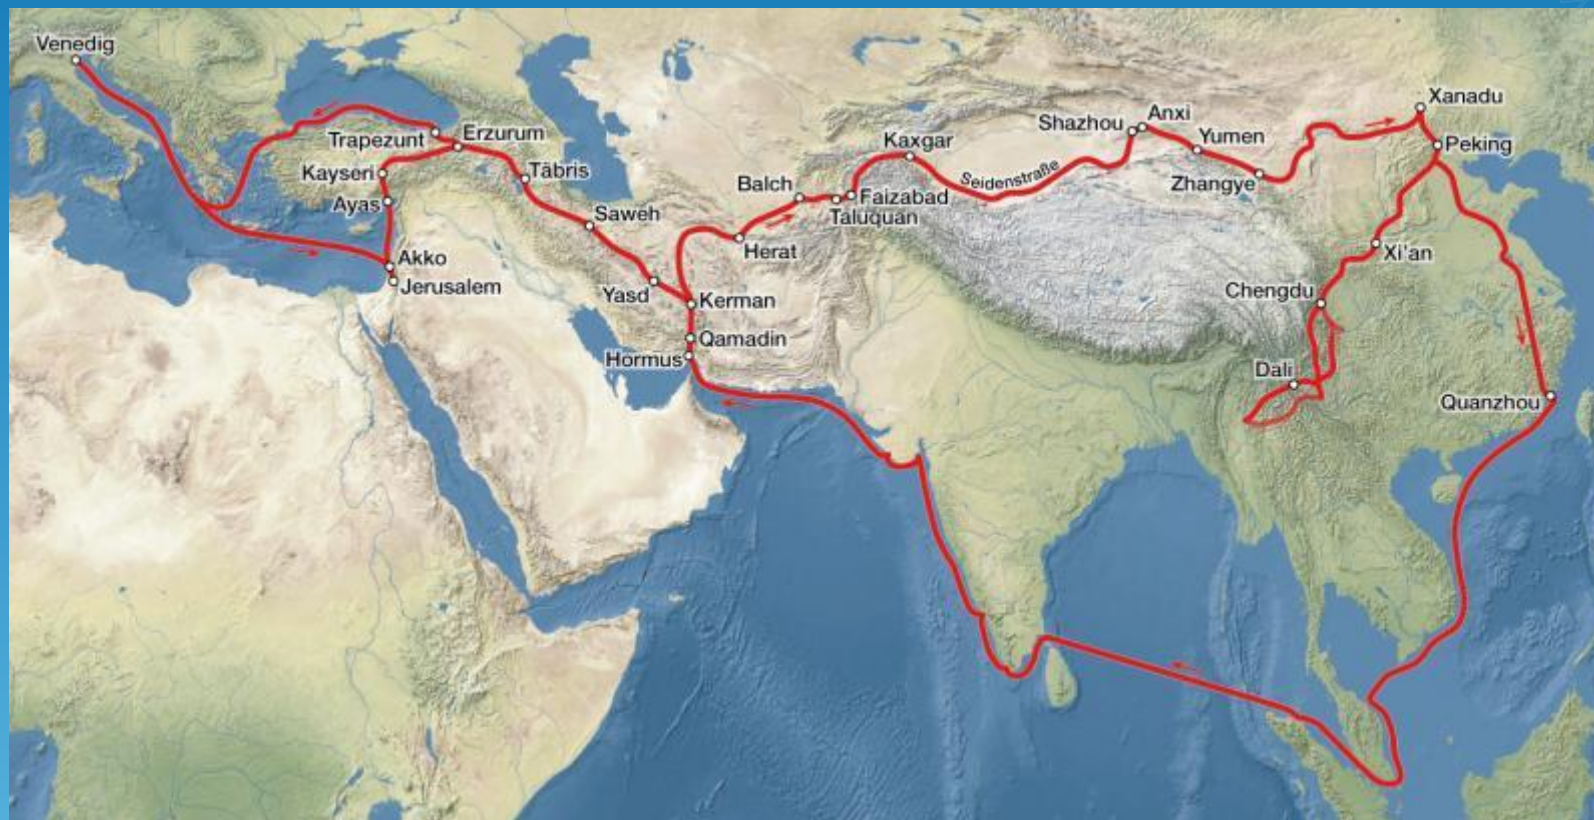 Venedig
Trapezunt
Erzurum
Kayseri
Täbris
Ayas
Saweh
Akko
Jerusalem
Yasd
Kerman
Qamadin
Hormus
Herat
Balch
Taluquan
Faizabad
Kaxgar
Seidenstraße
Shazhou
Anxi
Yumen
Zhangye
Xanadu
Peking
Xi'an
Chengdu
Dali
Quanzhou